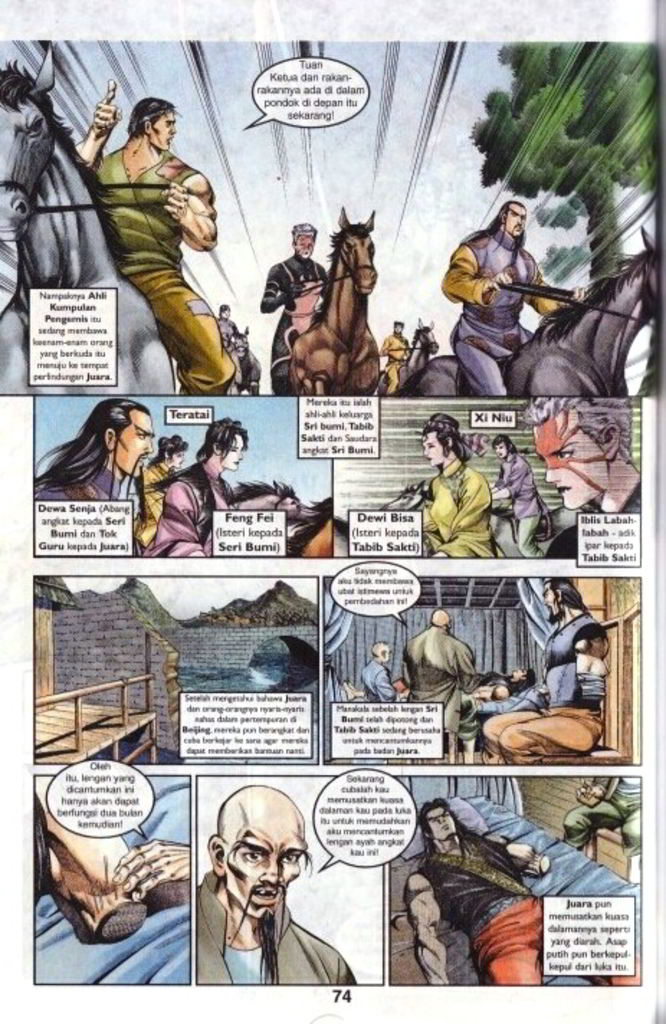 Tuan
Ketua dan rakan-
rakannya ada di dalam
pondok di depan itu
sekarang!
Nampaknya Ahli
Kumpulan
Pengemis itu
sedang membawa
keenam-enam orang
yang berkuda itu
menuju ke tempat
perlindungan Juara.
Teratai
Mereka itu ialah
ahli-ahli keluarga
Sri bumi, Tabib
Sakti dan Saudara
angkat Sri Bumi.
Xi Niu
Dewa Senja (Abang
angkat kepada Seri
Bumi dan Tok
Guru kepada Juara)
Feng Fei
(Isteri kepada
Seri Bumi)
Dewi Bisa
(Isteri kepada
Tabib Sakti)
Iblis Labah-
labah - adik
ipar kepada
Tabib Sakti
Setelah mengetahui bahawa Juara
dan orang-orangnya nyaris-nyaris
nahas dalam pertempuran di
Beijing, mereka pun berangkat dan
cuba berkejar ke sana agar mereka
dapat memberikan bantuan nanti.
Sayangnya
aku tidak membawa
ubat istimewa untuk
pembedahan ini!
Manakala sebelah lengan Sri
Bumi telah dipotong dan
Tabib Sakti sedang berusaha
untuk mencantumkannya
pada badan Juara.
Oleh
itu, lengan yang
dicantumkan ini
hanya akan dapat
berfungsi dua bulan
kemudian!
Sekarang
kau
memusatkan kuasa
dalaman kau pada luka
itu untuk memudahkan
aku mencantumkan
lengan ayah angkat
kau ini!
Juara pun
memusatkan kuasa
dalamannya seperti
yang diarah. Asap
putih pun berkepul-
kepul dari luka itu.
74